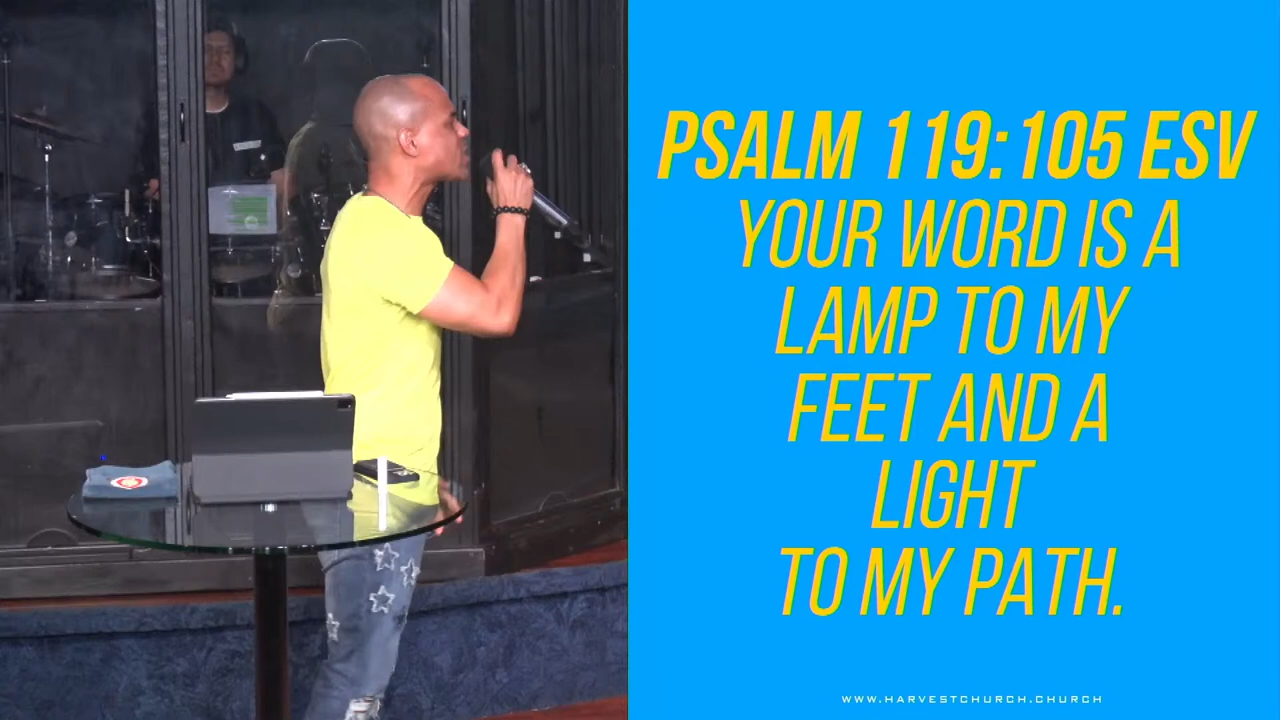 PSALM 119:105 ESV
YOUR WORD IS A
LAMP TO MY
FEET AND A
LIGHT
TO MY PATH.
WWW.HARVESTCHURCH.CHURCH